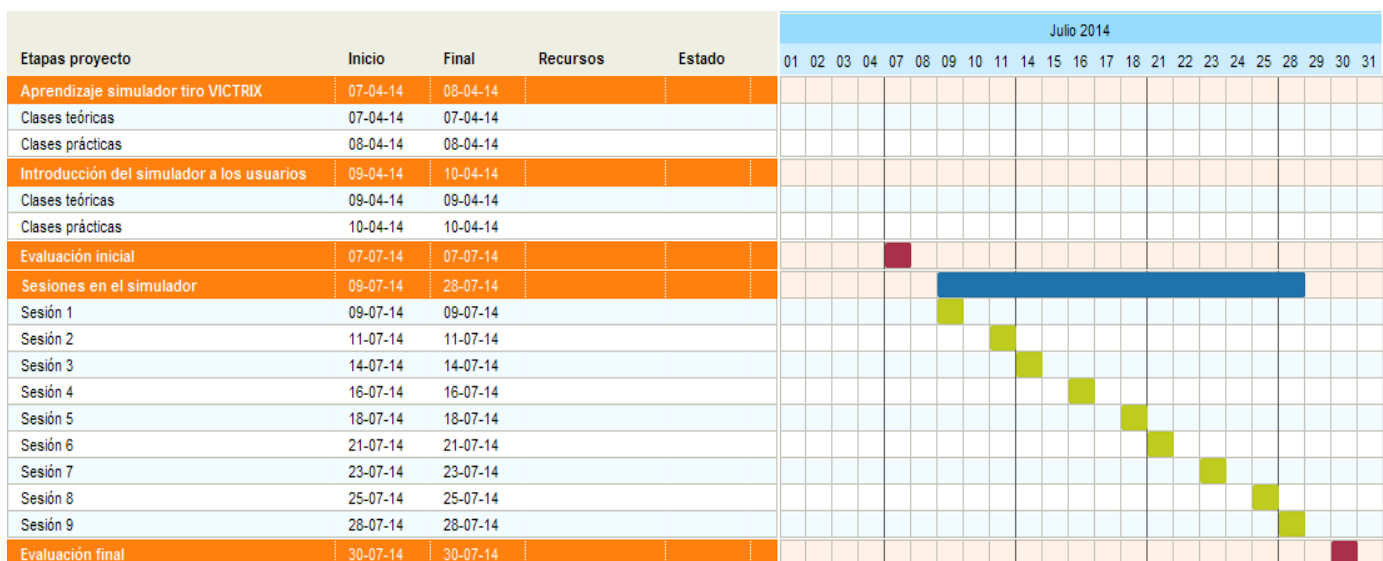 Julio 2014
Etapas proyecto Inicio Final Recursos Estado 01 02 03 04 07 08 09 10 11 14 15 16 17 18 21 22 23 24 25 28 29 30 31
Aprendizaje simulador tiro VICTRIX 07-04-14 08-04-14
Clases teóricas 07-04-14 07-04-14
Clases prácticas 08-04-14 08-04-14
Introducción del simulador a los usuarios 09-04-14 10-04-14
Clases teóricas 09-04-14 09-04-14
Clases prácticas 10-04-14 10-04-14
Evaluación inicial 07-07-14 07-07-14
Sesiones en el simulador 09-07-14 28-07-14
Sesión 1 09-07-14 09-07-14
Sesión 2 11-07-14 11-07-14
Sesión 3 14-07-14 14-07-14
Sesión 4 16-07-14 16-07-14
Sesión 5 18-07-14 18-07-14
Sesión 6 21-07-14 21-07-14
Sesión 7 23-07-14 23-07-14
Sesión 8 25-07-14 25-07-14
Sesión 9 28-07-14 28-07-14
Evaluación final 30-07-14 30-07-14